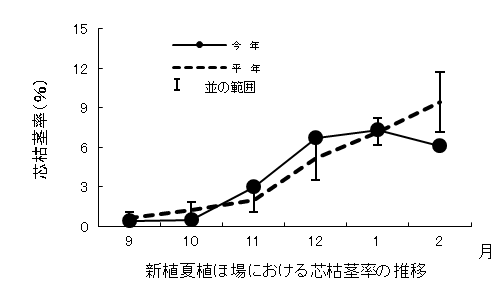 15
12
9
6
3
0
芯枯茎率(%)
今 年
平 年
並の範囲
9 10 11 12 1 2
月
新植夏植ほ場における芯枯茎率の推移